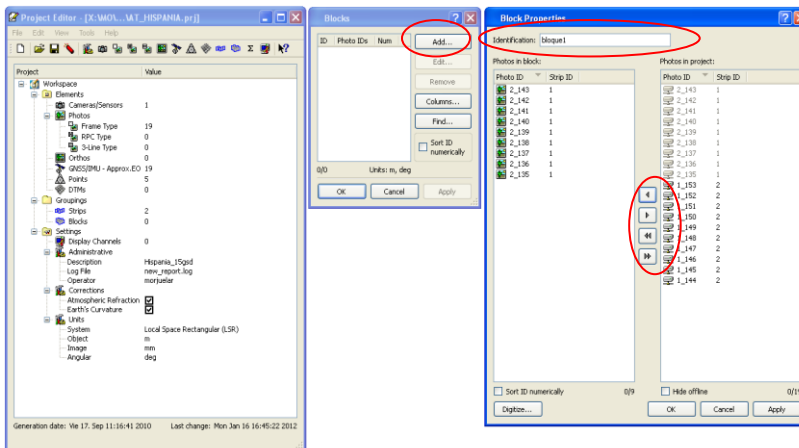 Project Editor - [X:\MO\...\AT_HISPANIA.prj]
File Edit View Tools Help
Project Value
Workspace
Elements
Cameras/Sensors 1
Photos
Frame Type 19
RPC Type 0
3-Line Type 0
Orthos 0
GNSS/IMU - Approx.EO 19
Points 5
DTMs 0
Groupings
Strips 2
Blocks 0
Settings
Display Channels 0
Administrative
Description Hispania_15gsd
Log File new_report.log
Operator morjuelar
Corrections
Atmospheric Refraction
Earth's Curvature
Units
System Local Space Rectangular (LSR)
Object m
Image mm
Angular deg
Generation date: Vie 17. Sep 11:16:41 2010 Last change: Mon Jan 16 16:45:22 2012
Blocks
ID Photo IDs Num
Add...
Edit...
Remove
Columns...
Find...
Sort ID
numerically
0/0 Units: m, deg
OK Cancel Apply
Block Properties
Identification: bloque1
Photos in block:
Photo ID Strip ID
2_143 1
2_142 1
2_141 1
2_140 1
2_139 1
2_138 1
2_137 1
2_136 1
2_135 1
Sort ID numerically 0/9
Digitize...
Photos in project:
Photo ID Strip ID
2_143 1
2_142 1
2_141 1
2_140 1
2_139 1
2_138 1
2_137 1
2_136 1
2_135 1
1_153 2
1_152 2
1_151 2
1_150 2
1_149 2
1_148 2
1_147 2
1_146 2
1_145 2
1_144 2
Hide offline 0/19
OK Cancel Apply